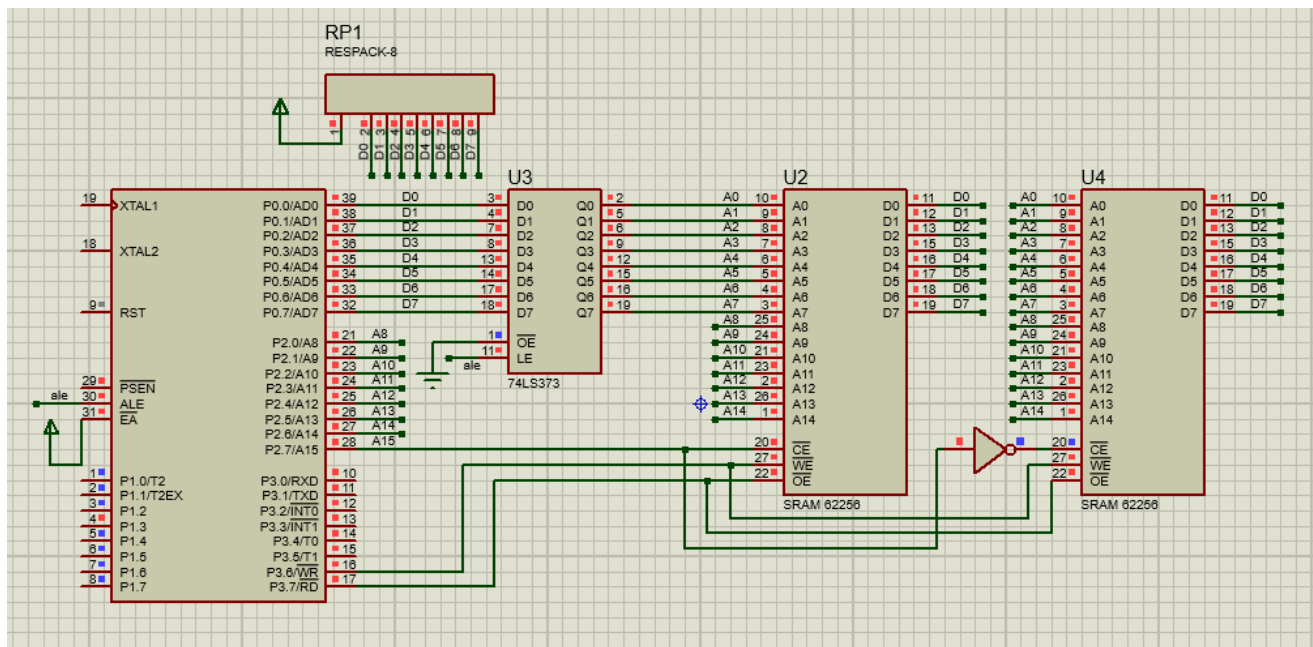 RP1
RESPACK-8
1
2 3 4 5 6 7 8 9
D0 D1 D2 D3 D4 D5 D6 D7
U3 U2 U4
19 XTAL1 P0.0/AD0 39 D0 3 D0 Q0 2 A0 10 A0 D0 11 D0 A0 10 A0 D0 11 D0
P0.1/AD1 38 D1 4 D1 Q1 5 A1 9 A1 D1 12 D1 A1 9 A1 D1 12 D1
P0.2/AD2 37 D2 7 D2 Q2 6 A2 8 A2 D2 13 D2 A2 8 A2 D2 13 D2
18 XTAL2 P0.3/AD3 36 D3 8 D3 Q3 9 A3 7 A3 D3 15 D3 A3 7 A3 D3 15 D3
P0.4/AD4 35 D4 13 D4 Q4 12 A4 6 A4 D4 16 D4 A4 6 A4 D4 16 D4
P0.5/AD5 34 D5 14 D5 Q5 15 A5 5 A5 D5 17 D5 A5 5 A5 D5 17 D5
P0.6/AD6 33 D6 17 D6 Q6 16 A6 4 A6 D6 18 D6 A6 4 A6 D6 18 D6
9 RST P0.7/AD7 32 D7 18 D7 Q7 19 A7 3 A7 D7 19 D7 A7 3 A7 D7 19 D7
A8 25 A8 A8 25 A8
P2.0/A8 21 A8 1 OE A9 24 A9 A9 24 A9
P2.1/A9 22 A9 ale 11 LE A10 21 A10 A10 21 A10
P2.2/A10 23 A10 A11 23 A11 A11 23 A11
29 PSEN P2.3/A11 24 A11 74LS373 A12 2 A12 A12 2 A12
ale 30 ALE P2.4/A12 25 A12 A13 26 A13 A13 26 A13
31 EA P2.5/A13 26 A13 A14 1 A14 A14 1 A14
P2.6/A14 27 A14
P2.7/A15 28 A15 20 CE 20 CE
27 WE 27 WE
1 P1.0/T2 P3.0/RXD 10 22 OE 22 OE
2 P1.1/T2EX P3.1/TXD 11
3 P1.2 P3.2/INT0 12 SRAM 62256 SRAM 62256
4 P1.3 P3.3/INT1 13
5 P1.4 P3.4/T0 14
6 P1.5 P3.5/T1 15
7 P1.6 P3.6/WR 16
8 P1.7 P3.7/RD 17